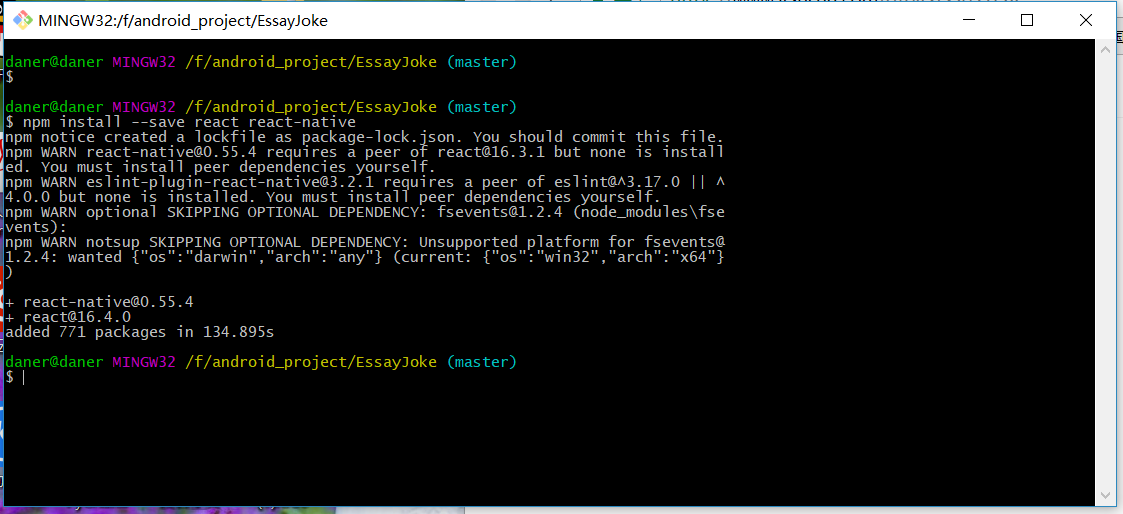 MINGW32:/f/android_project/EssayJoke
daner@daner MINGW32 /f/android_project/EssayJoke (master)
$
daner@daner MINGW32 /f/android_project/EssayJoke (master)
$ npm install --save react react-native
npm notice created a lockfile as package-lock.json. You should commit this file.
npm WARN react-native@0.55.4 requires a peer of react@16.3.1 but none is install
ed. You must install peer dependencies yourself.
npm WARN eslint-plugin-react-native@3.2.1 requires a peer of eslint@^3.17.0 || ^
4.0.0 but none is installed. You must install peer dependencies yourself.
npm WARN optional SKIPPING OPTIONAL DEPENDENCY: fsevents@1.2.4 (node_modules\fse
vents):
npm WARN notsup SKIPPING OPTIONAL DEPENDENCY: Unsupported platform for fsevents@
1.2.4: wanted {"os":"darwin","arch":"any"} (current: {"os":"win32","arch":"x64"}
)
+ react-native@0.55.4
+ react@16.4.0
added 771 packages in 134.895s
daner@daner MINGW32 /f/android_project/EssayJoke (master)
$